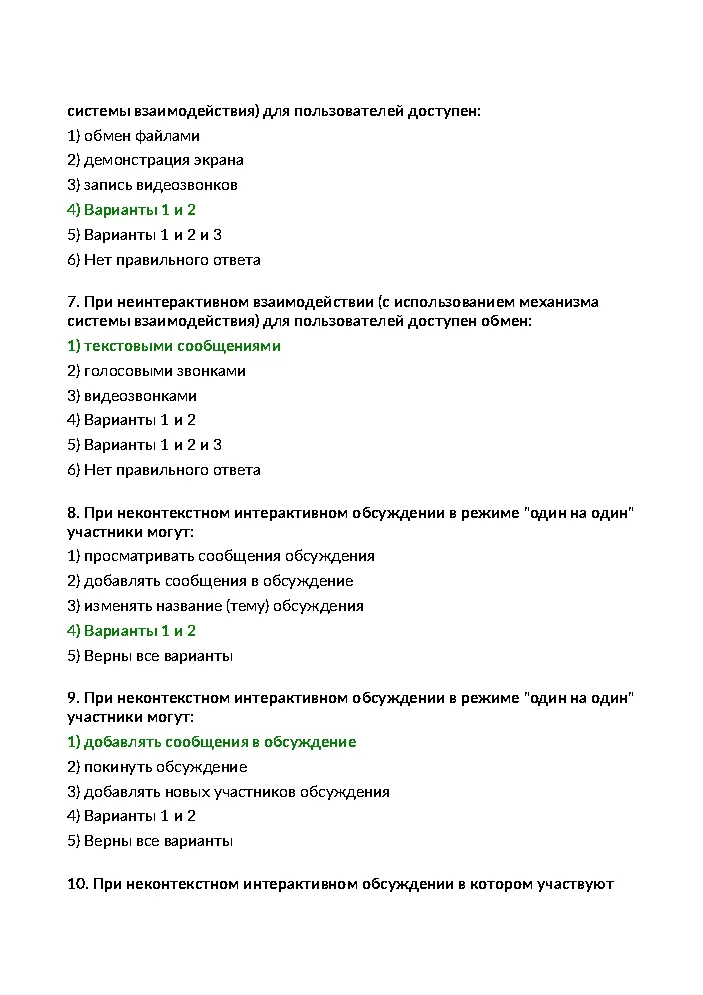 системы взаимодействия) для пользователей доступен:
1) обмен файлами
2) демонстрация экрана
3) запись видеозвонков
4) Варианты 1 и 2
5) Варианты 1 и 2 и 3
6) Нет правильного ответа
7. При неинтерактивном взаимодействии (с использованием механизма
системы взаимодействия) для пользователей доступен обмен:
1) текстовыми сообщениями
2) голосовыми звонками
3) видеозвонками
4) Варианты 1 и 2
5) Варианты 1 и 2 и 3
6) Нет правильного ответа
8. При неконтекстном интерактивном обсуждении в режиме "один на один"
участники могут:
1) просматривать сообщения обсуждения
2) добавлять сообщения в обсуждение
3) изменять название (тему) обсуждения
4) Варианты 1 и 2
5) Верны все варианты
9. При неконтекстном интерактивном обсуждении в режиме "один на один"
участники могут:
1) добавлять сообщения в обсуждение
2) покинуть обсуждение
3) добавлять новых участников обсуждения
4) Варианты 1 и 2
5) Верны все варианты
10. При неконтекстном интерактивном обсуждении в котором участвуют